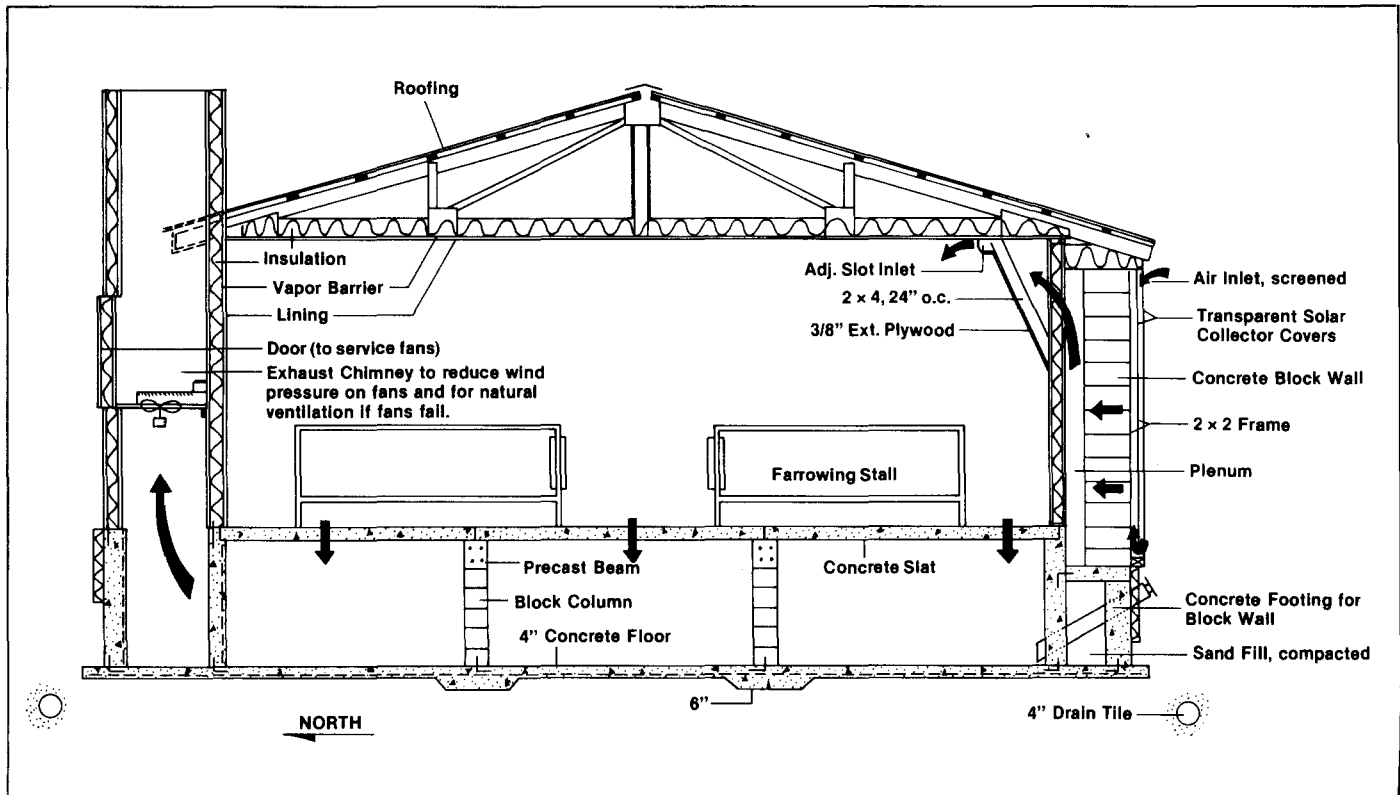 Roofing
Insulation
Vapor Barrier
Lining
Door (to service fans)
Exhaust Chimney to reduce wind
pressure on fans and for natural
ventilation if fans fail.
Adj. Slot Inlet
2 × 4, 24" o.c.
3/8" Ext. Plywood
Air Inlet, screened
Transparent Solar
Collector Covers
Concrete Block Wall
2 × 2 Frame
Plenum
Farrowing Stall
Precast Beam
Block Column
4" Concrete Floor
Concrete Slat
Concrete Footing for
Block Wall
Sand Fill, compacted
6"
4" Drain Tile
NORTH